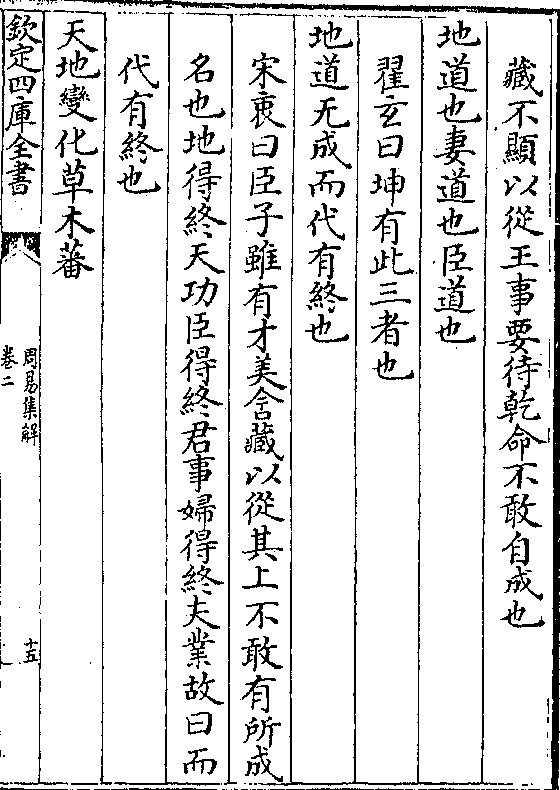 藏不顯以從王事要待乾命不敢自成也
地道也妻道也臣道也
翟玄曰坤有此三者也
地道无成而代有終也
宋衷曰臣子雖有才美含藏以從其上不敢有所成
名也地得終天功臣得終君事婦得終夫業故曰而
代有終也
天地變化草木蕃
欽定四庫全書
周易集解
卷二
十五